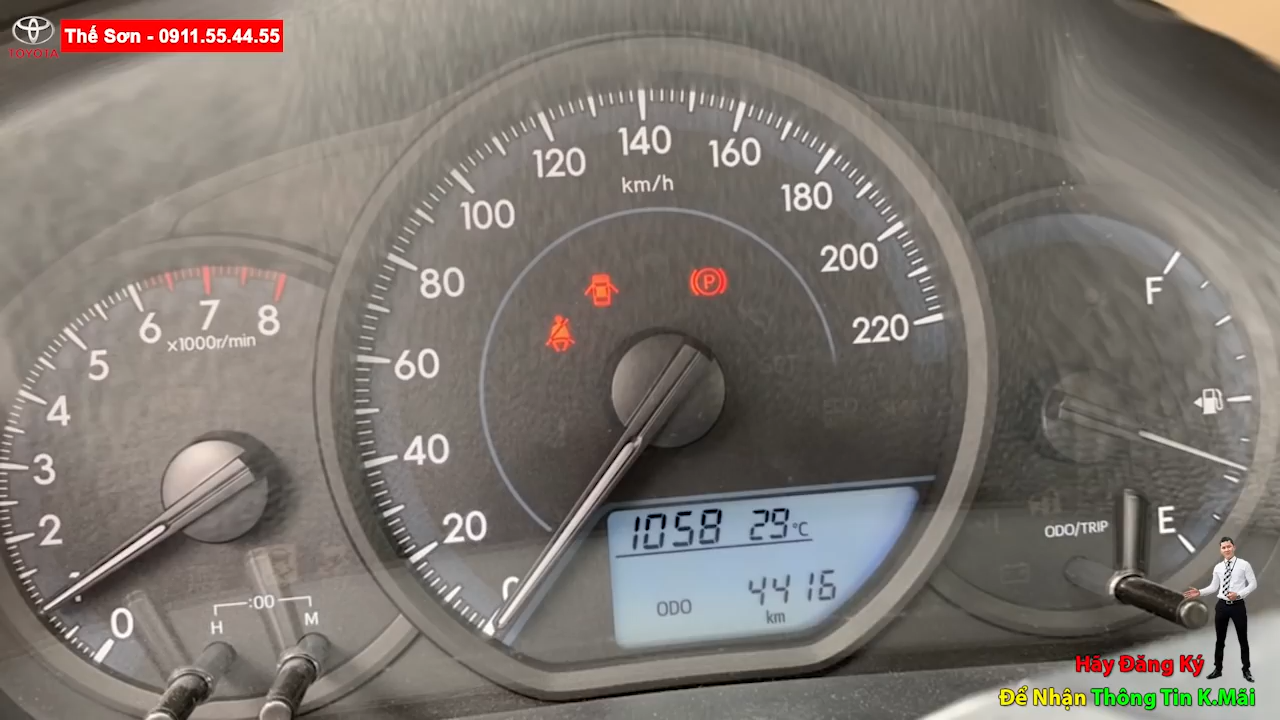 TOYOTA
Thế Sơn - 0911.55.44.55
0 1 2 3 4 5 6 7 8
x1000r/min
0 20 40 60 80 100 120 140 160 180 200 220
km/h
F
E
ODO/TRIP
:00
H M
1058 29°C
ODO 4416
km
Hãy Đăng Ký
Để Nhận Thông Tin K.Mãi